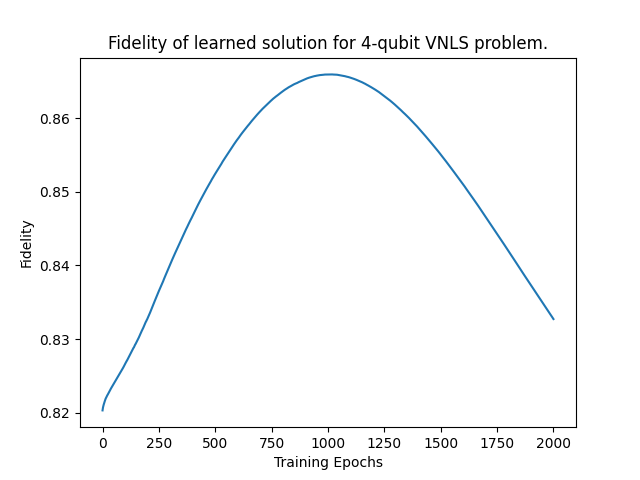 Fidelity of learned solution for 4-qubit VNLS problem.
0.86
0.85
0.84
0.83
0.82
Fidelity
0 250 500 750 1000 1250 1500 1750 2000
Training Epochs